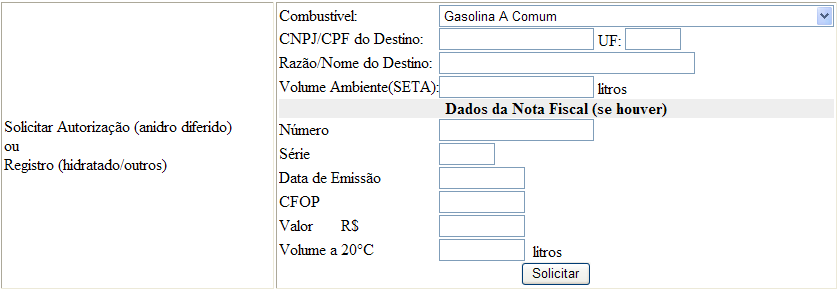 Combustível: Gasolina A Comum
CNPJ/CPF do Destino: UF:
Razão/Nome do Destino:
Volume Ambiente(SETA): litros
Dados da Nota Fiscal (se houver)
Solicitar Autorização (anidro diferido)
ou
Registro (hidratado/outros)
Número
Série
Data de Emissão
CFOP
Valor R$
Volume a 20°C litros
Solicitar